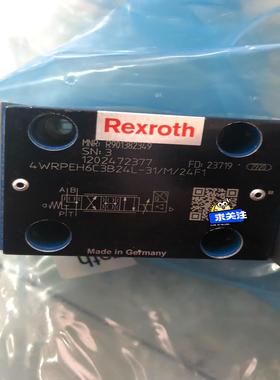 Rexroth
MNR: R901382349
SN: 3
1202472377
FD: 23719
4WRPEH6C3B24L-31/M/24F1
A B
P T
求关注
Made in Germany